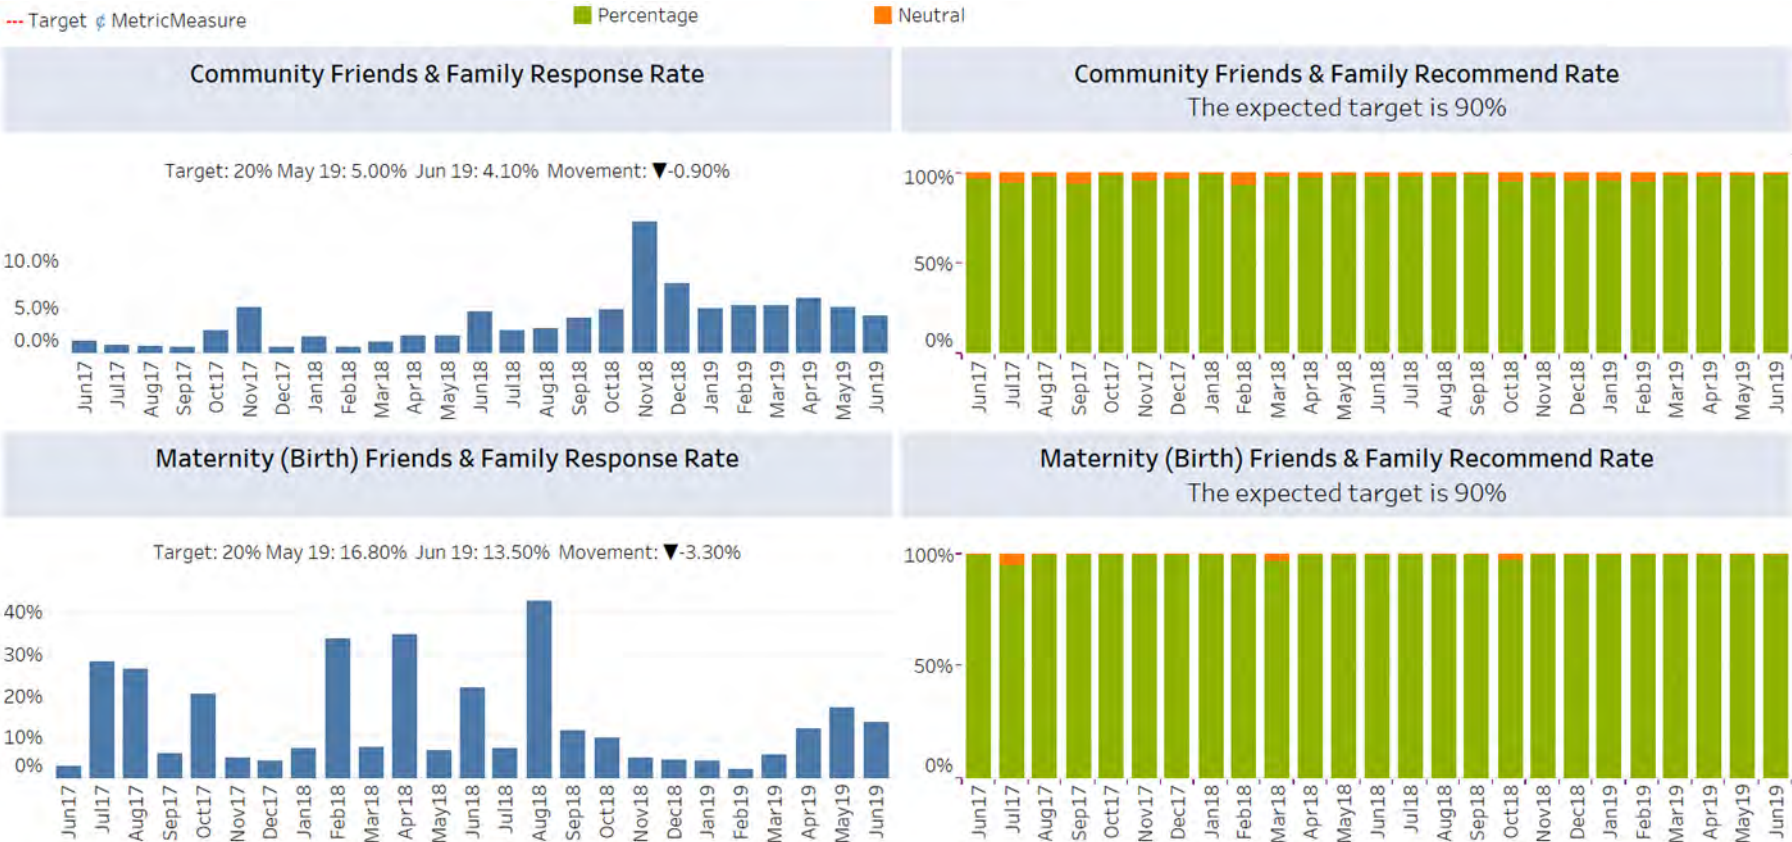 --- Target ¢ MetricMeasure
Percentage
Neutral
Community Friends & Family Response Rate
Target: 20% May 19: 5.00% Jun 19: 4.10% Movement: ▼-0.90%
10.0%
5.0%
0.0%
Jun17 Jul17 Aug17 Sep17 Oct17 Nov17 Dec17 Jan18 Feb18 Mar18 Apr18 May18 Jun18 Jul18 Aug18 Sep18 Oct18 Nov18 Dec18 Jan19 Feb19 Mar19 Apr19 May19 Jun19
Community Friends & Family Recommend Rate
The expected target is 90%
100%
50%
0%
Jun17 Jul17 Aug17 Sep17 Oct17 Nov17 Dec17 Jan18 Feb18 Mar18 Apr18 May18 Jun18 Jul18 Aug18 Sep18 Oct18 Nov18 Dec18 Jan19 Feb19 Mar19 Apr19 May19 Jun19
Maternity (Birth) Friends & Family Response Rate
Target: 20% May 19: 16.80% Jun 19: 13.50% Movement: ▼-3.30%
40%
30%
20%
10%
0%
Jun17 Jul17 Aug17 Sep17 Oct17 Nov17 Dec17 Jan18 Feb18 Mar18 Apr18 May18 Jun18 Jul18 Aug18 Sep18 Oct18 Nov18 Dec18 Jan19 Feb19 Mar19 Apr19 May19 Jun19
Maternity (Birth) Friends & Family Recommend Rate
The expected target is 90%
100%
50%
0%
Jun17 Jul17 Aug17 Sep17 Oct17 Nov17 Dec17 Jan18 Feb18 Mar18 Apr18 May18 Jun18 Jul18 Aug18 Sep18 Oct18 Nov18 Dec18 Jan19 Feb19 Mar19 Apr19 May19 Jun19